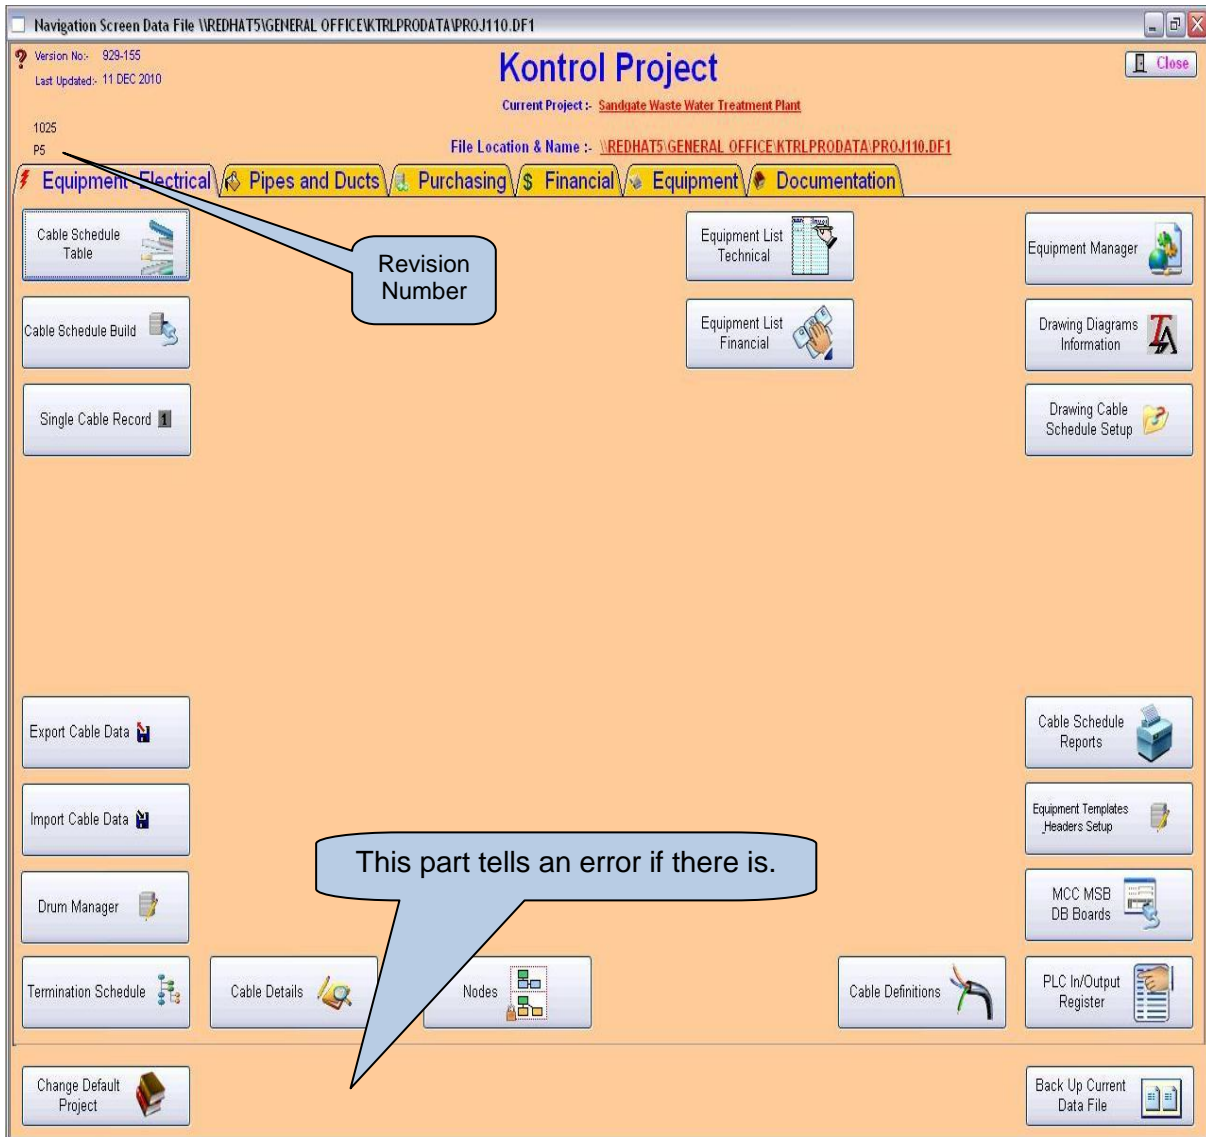 Navigation Screen Data File \\REDHAT5\GENERAL OFFICE\KTRLPRODATA\PROJ110.DF1
Version No:- 929-155
Last Updated:- 11 DEC 2010
Kontrol Project
Close
Current Project :- Sandgate Waste Water Treatment Plant
1025
P5
File Location & Name :- \\REDHAT5\GENERAL OFFICE\KTRLPRODATA\PROJ110.DF1
Equipment Electrical
Pipes and Ducts
Purchasing
$ Financial
Equipment
Documentation
Cable Schedule
Table
Revision
Number
Equipment List
Technical
Equipment Manager
Cable Schedule Build
Equipment List
Financial
Drawing Diagrams
Information
Single Cable Record 1
Drawing Cable
Schedule Setup
Export Cable Data
Cable Schedule
Reports
Import Cable Data
Equipment Templates
Headers Setup
This part tells an error if there is.
Drum Manager
MCC MSB
DB Boards
Termination Schedule
Cable Details
Nodes
Cable Definitions
PLC In/Output
Register
Change Default
Project
Back Up Current
Data File